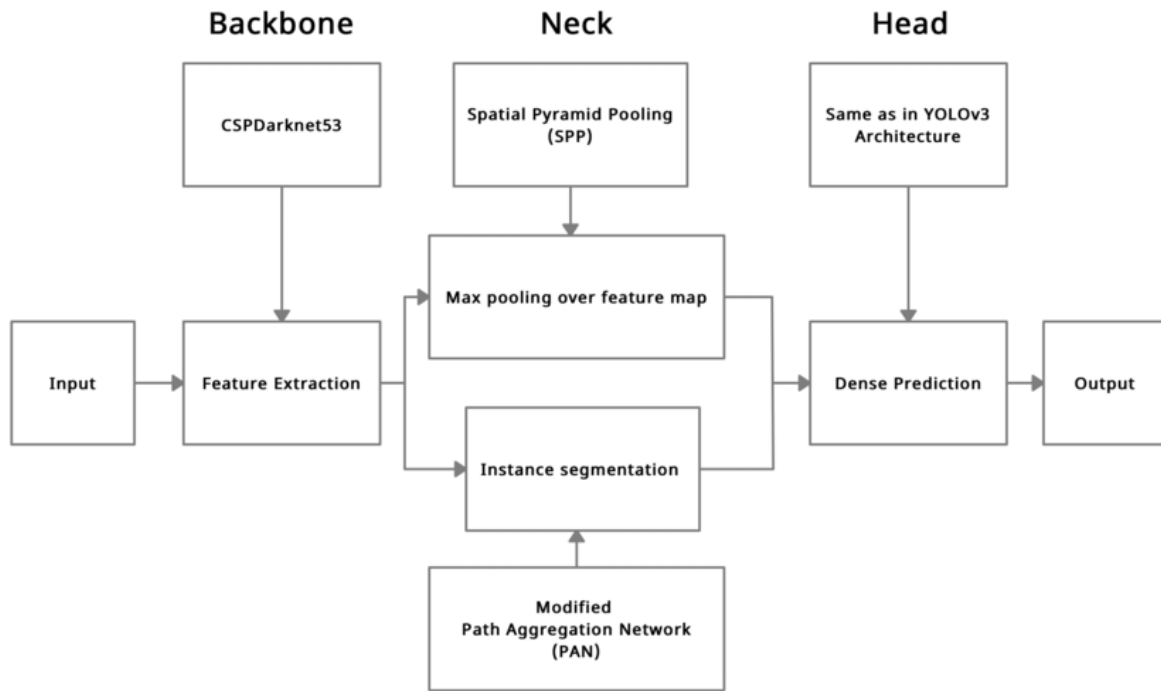 Backbone
Neck
Head
CSPDarknet53
Spatial Pyramid Pooling
(SPP)
Same as in YOLOv3
Architecture
Max pooling over feature map
Input
Feature Extraction
Dense Prediction
Output
Instance segmentation
Modified
Path Aggregation Network
(PAN)